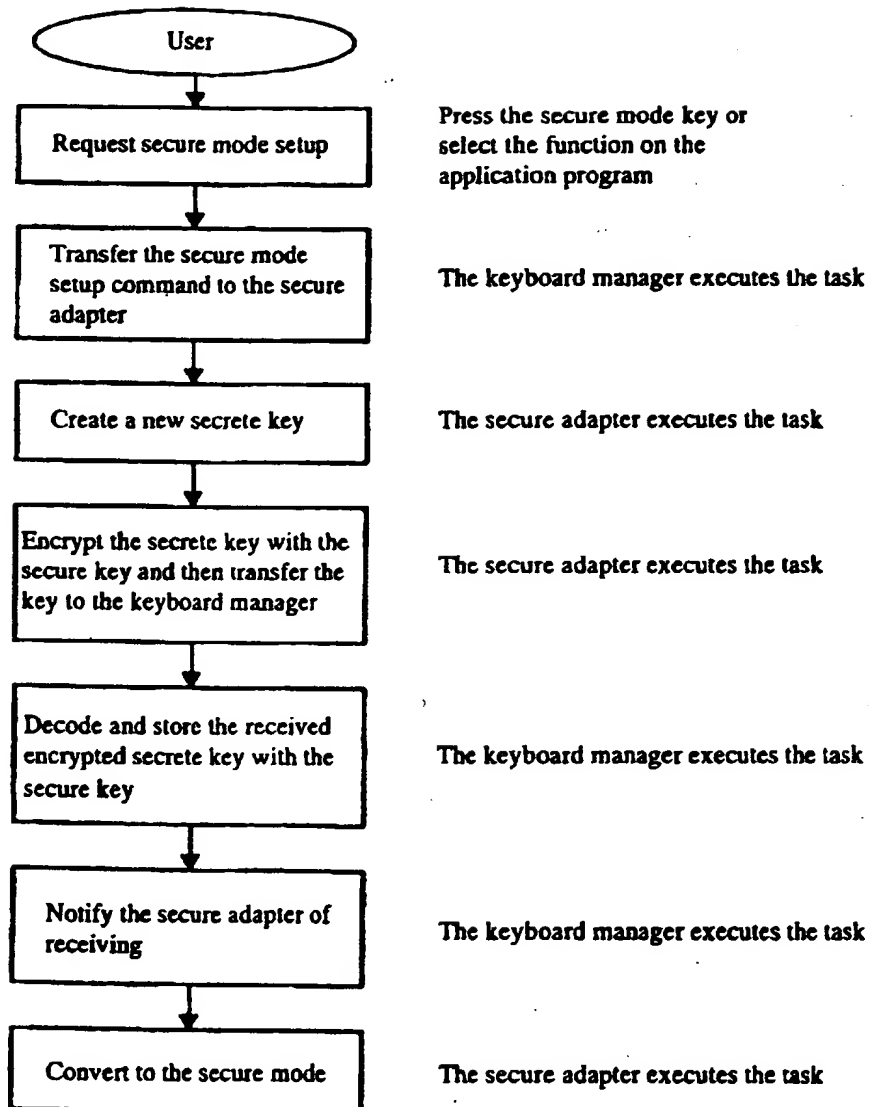 User
Request secure mode setup
Press the secure mode key or
select the function on the
application program
Transfer the secure mode
setup command to the secure
adapter
The keyboard manager executes the task
Create a new secrete key
The secure adapter executes the task
Encrypt the secrete key with the
secure key and then transfer the
key to the keyboard manager
The secure adapter executes the task
Decode and store the received
encrypted secrete key with the
secure key
The keyboard manager executes the task
Notify the secure adapter of
receiving
The keyboard manager executes the task
Convert to the secure mode
The secure adapter executes the task